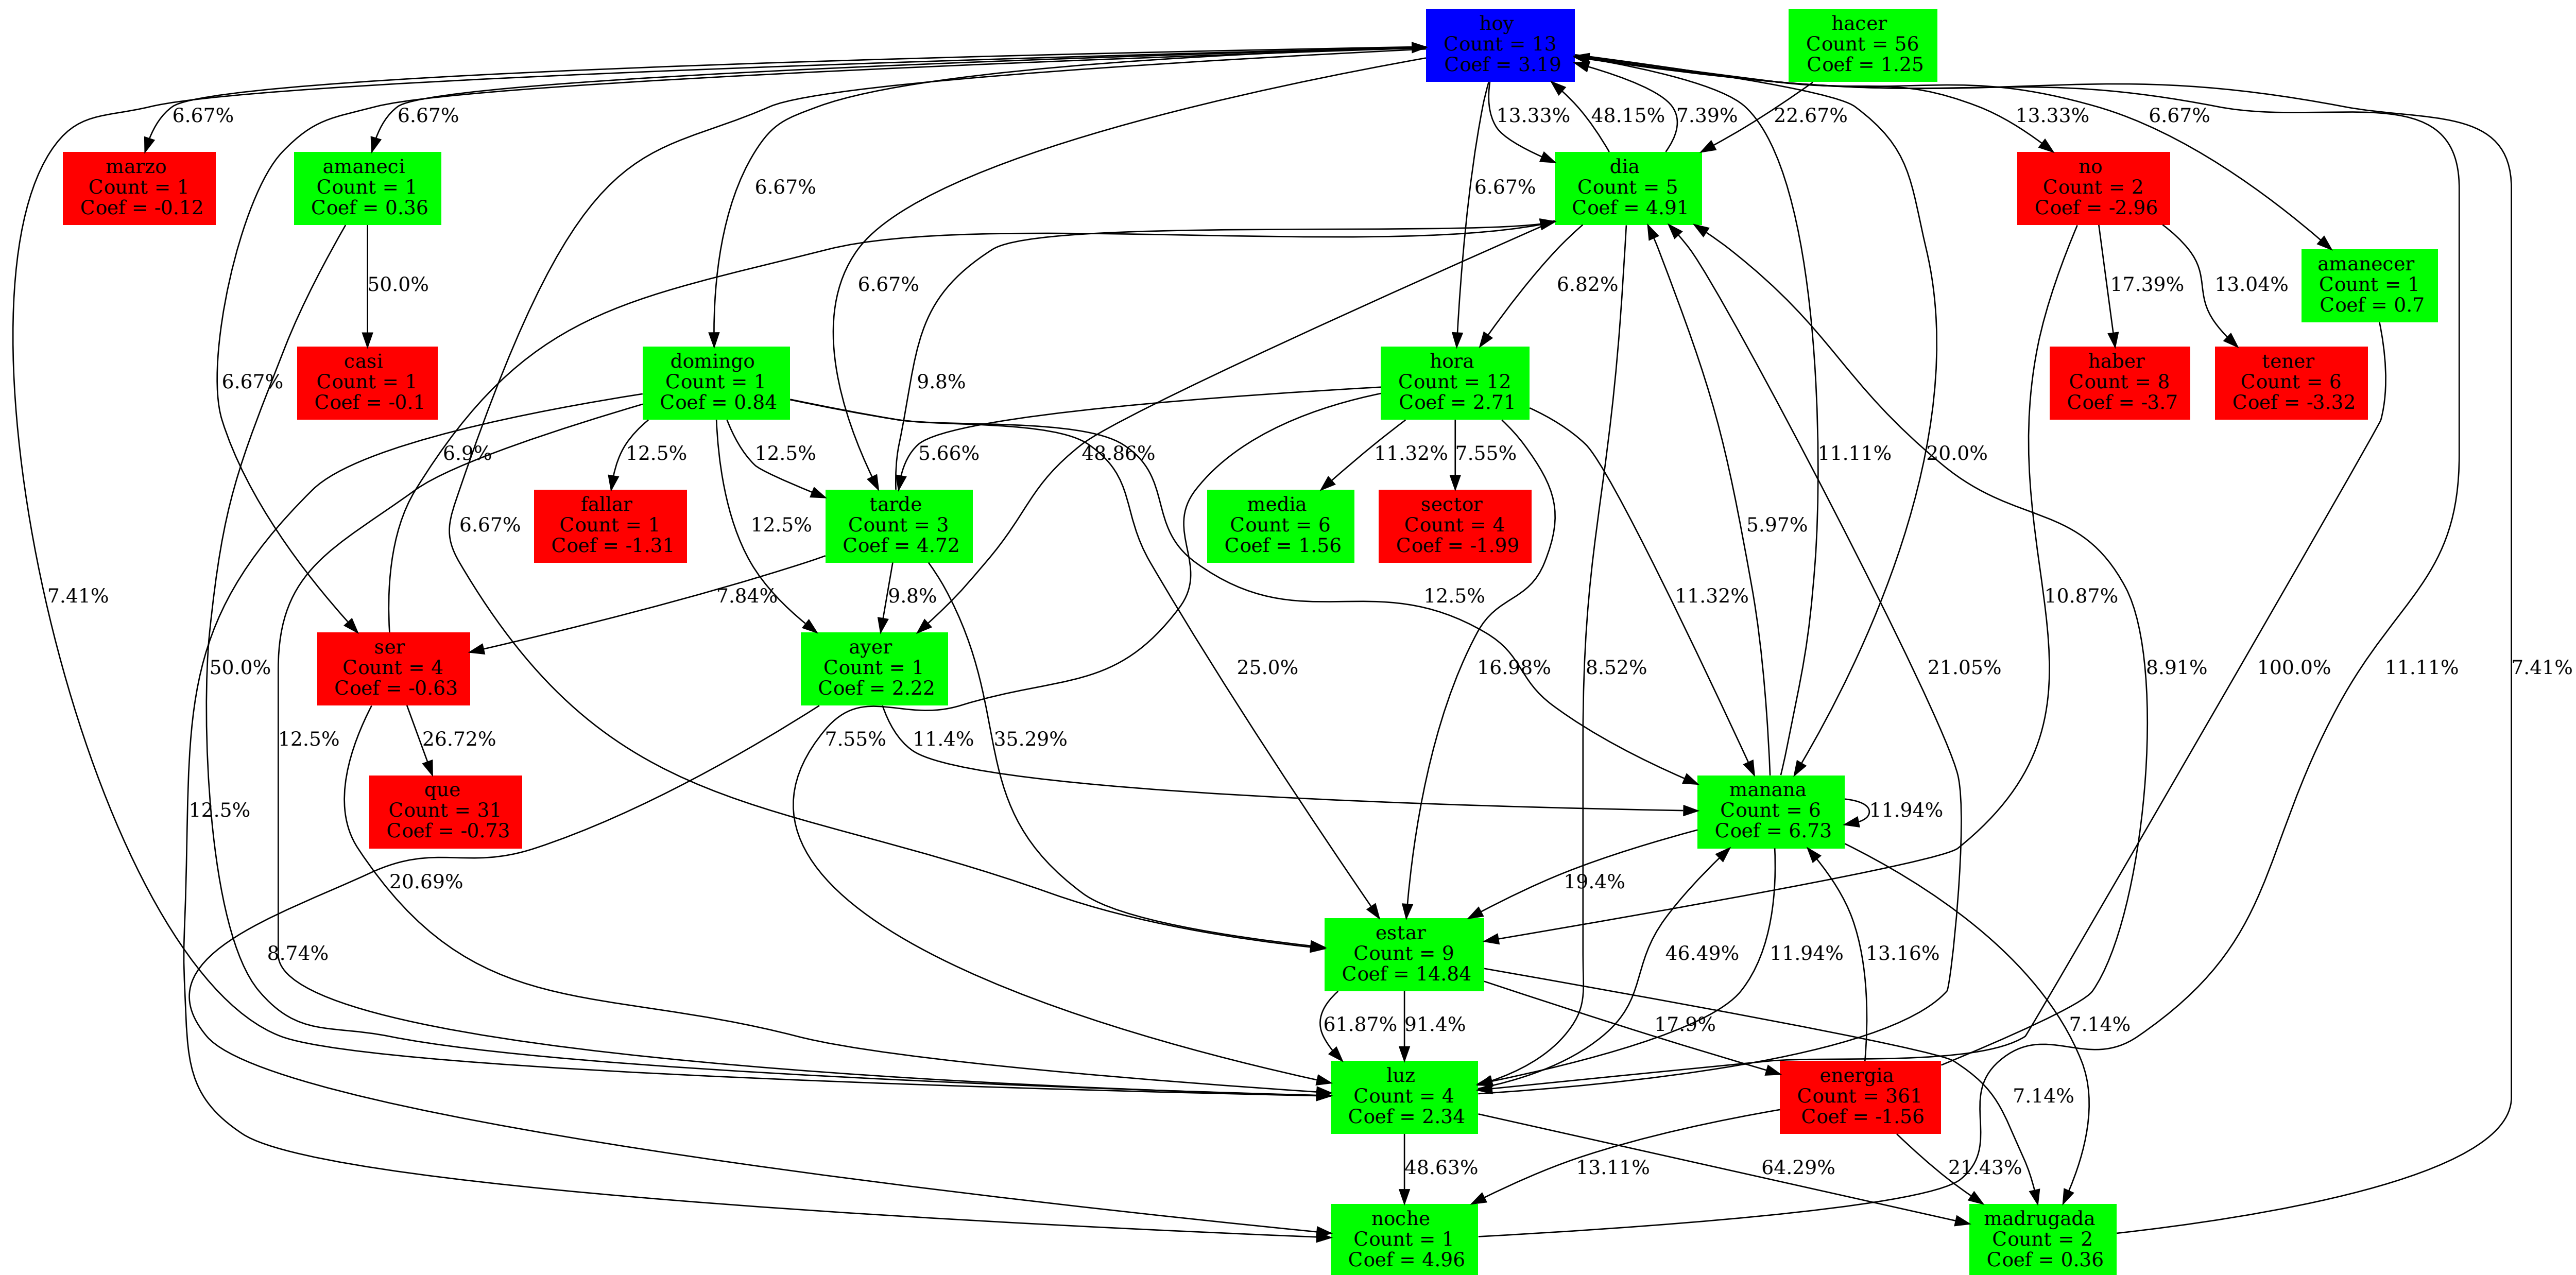 hoy
Count = 13
Coef = 3.19
hacer
Count = 56
Coef = 1.25
6.67%
6.67%
13.33%
48.15%
7.39%
22.67%
13.33%
6.67%
marzo
Count = 1
Coef = -0.12
amaneci
Count = 1
Coef = 0.36
6.67%
6.67%
dia
Count = 5
Coef = 4.91
no
Count = 2
Coef = -2.96
50.0%
6.67%
6.82%
17.39%
13.04%
amanecer
Count = 1
Coef = 0.7
6.67%
casi
Count = 1
Coef = -0.1
domingo
Count = 1
Coef = 0.84
9.8%
hora
Count = 12
Coef = 2.71
haber
Count = 8
Coef = -3.7
tener
Count = 6
Coef = -3.32
6.9%
12.5%
12.5%
5.66%
48.86%
11.32%
7.55%
11.11%
20.0%
6.67%
fallar
Count = 1
Coef = -1.31
12.5%
tarde
Count = 3
Coef = 4.72
media
Count = 6
Coef = 1.56
sector
Count = 4
Coef = -1.99
5.97%
7.41%
7.84%
9.8%
12.5%
11.32%
10.87%
50.0%
ser
Count = 4
Coef = -0.63
ayer
Count = 1
Coef = 2.22
25.0%
16.98%
8.52%
21.05%
8.91%
100.0%
11.11%
7.41%
12.5%
26.72%
7.55%
11.4%
35.29%
12.5%
que
Count = 31
Coef = -0.73
manana
Count = 6
Coef = 6.73
11.94%
20.69%
19.4%
8.74%
estar
Count = 9
Coef = 14.84
46.49%
11.94%
13.16%
61.87%
91.4%
17.9%
7.14%
luz
Count = 4
Coef = 2.34
energia
Count = 361
Coef = -1.56
7.14%
48.63%
13.11%
64.29%
21.43%
noche
Count = 1
Coef = 4.96
madrugada
Count = 2
Coef = 0.36